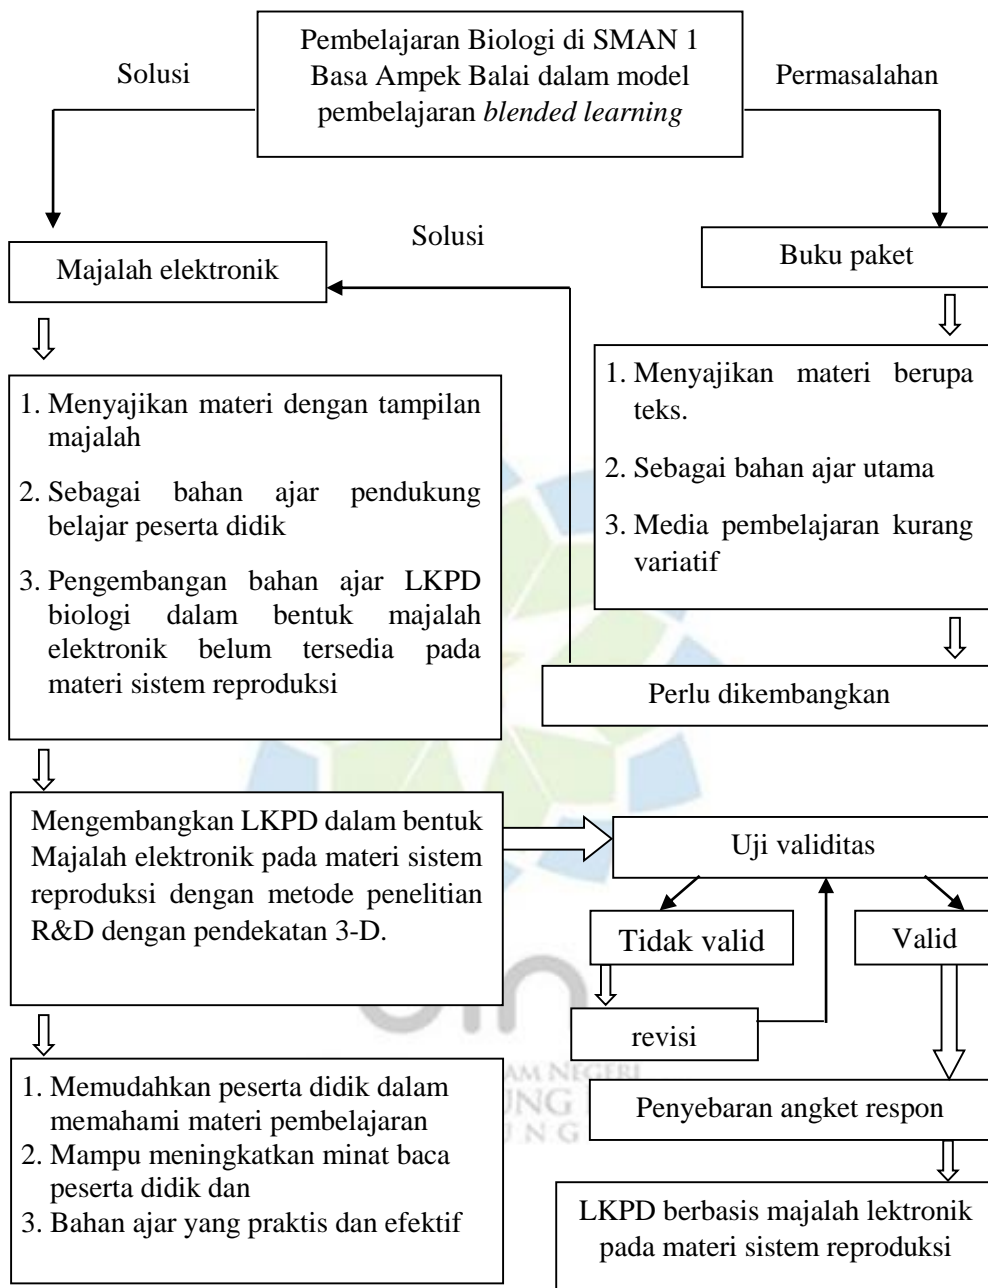 Pembelajaran Biologi di SMAN 1
Basa Ampek Balai dalam model
pembelajaran blended learning
Solusi
Permasalahan
Solusi
Majalah elektronik
Buku paket
1. Menyajikan materi dengan tampilan
majalah
2. Sebagai bahan ajar pendukung
belajar peserta didik
3. Pengembangan bahan ajar LKPD
biologi dalam bentuk majalah
elektronik belum tersedia pada
materi sistem reproduksi
1. Menyajikan materi berupa
teks.
2. Sebagai bahan ajar utama
3. Media pembelajaran kurang
variatif
Perlu dikembangkan
Mengembangkan LKPD dalam bentuk
Majalah elektronik pada materi sistem
reproduksi dengan metode penelitian
R&D dengan pendekatan 3-D.
Uji validitas
Tidak valid
Valid
revisi
1. Memudahkan peserta didik dalam
memahami materi pembelajaran
2. Mampu meningkatkan minat baca
peserta didik dan
3. Bahan ajar yang praktis dan efektif
Penyebaran angket respon
LKPD berbasis majalah lektronik
pada materi sistem reproduksi